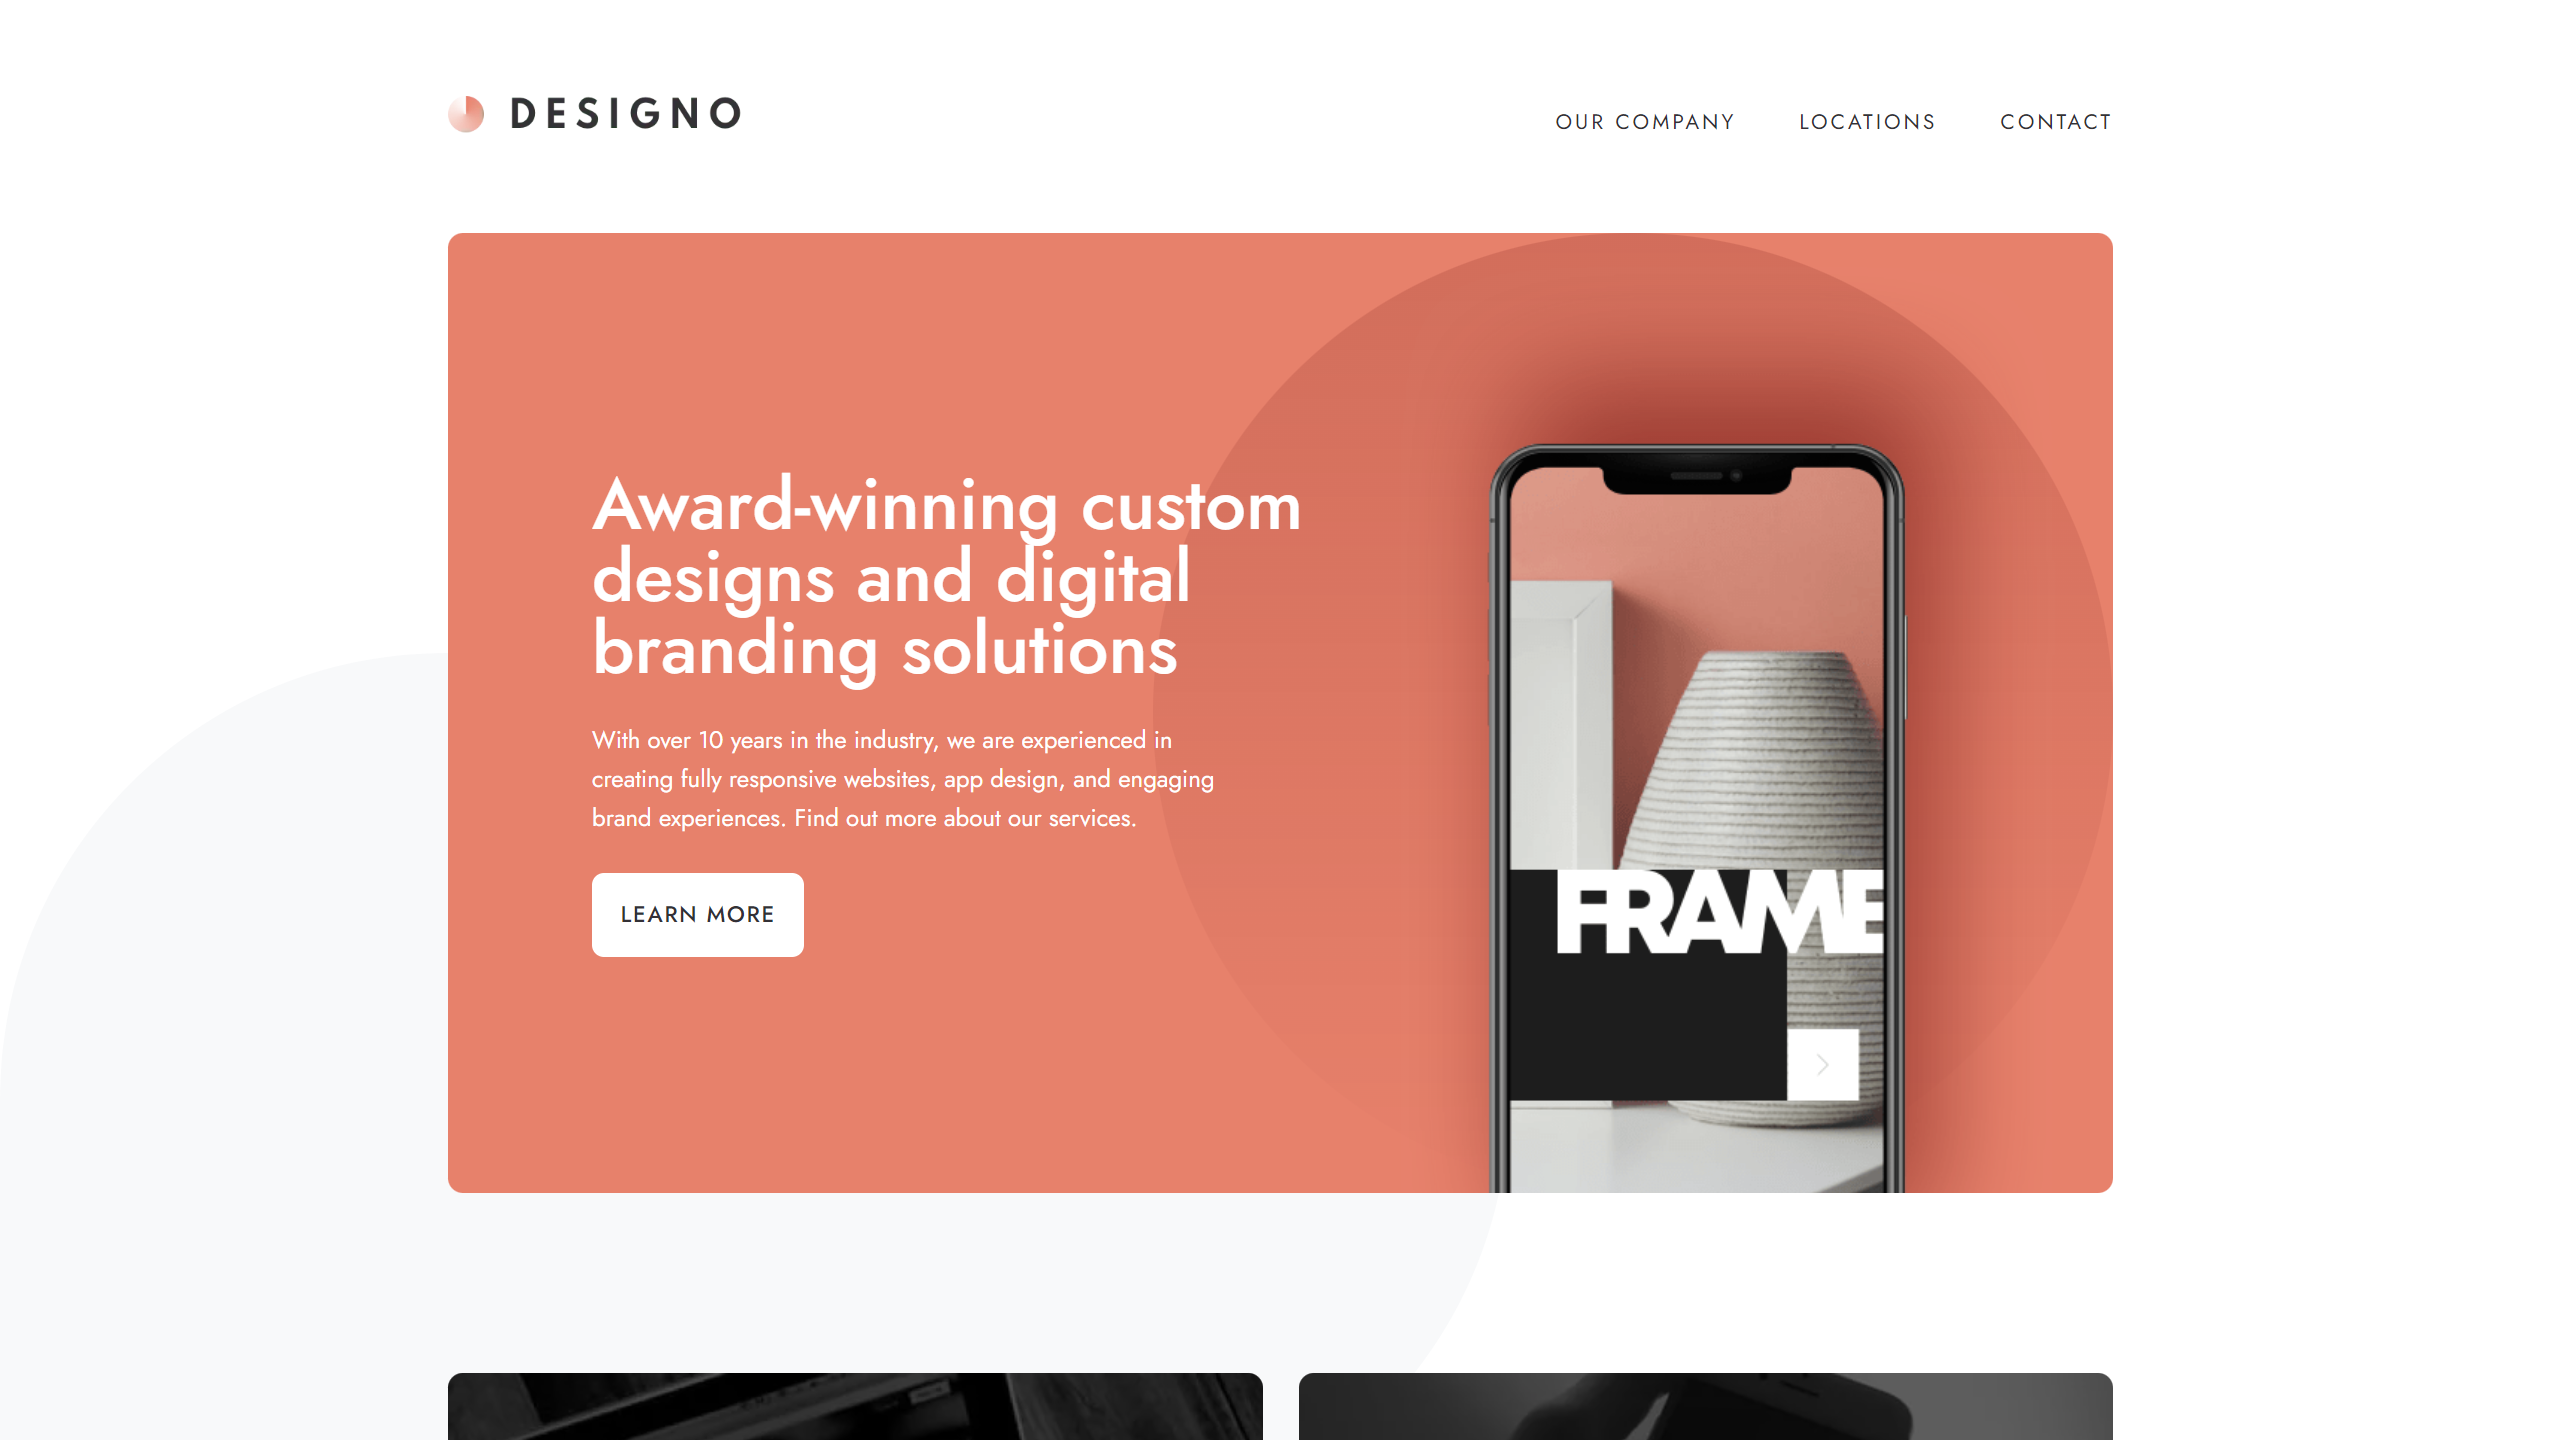 DESIGNO
OUR COMPANY
LOCATIONS
CONTACT
Award-winning custom
designs and digital
branding solutions
With over 10 years in the industry, we are experienced in
creating fully responsive websites, app design, and engaging
brand experiences. Find out more about our services.
LEARN MORE
FRAME